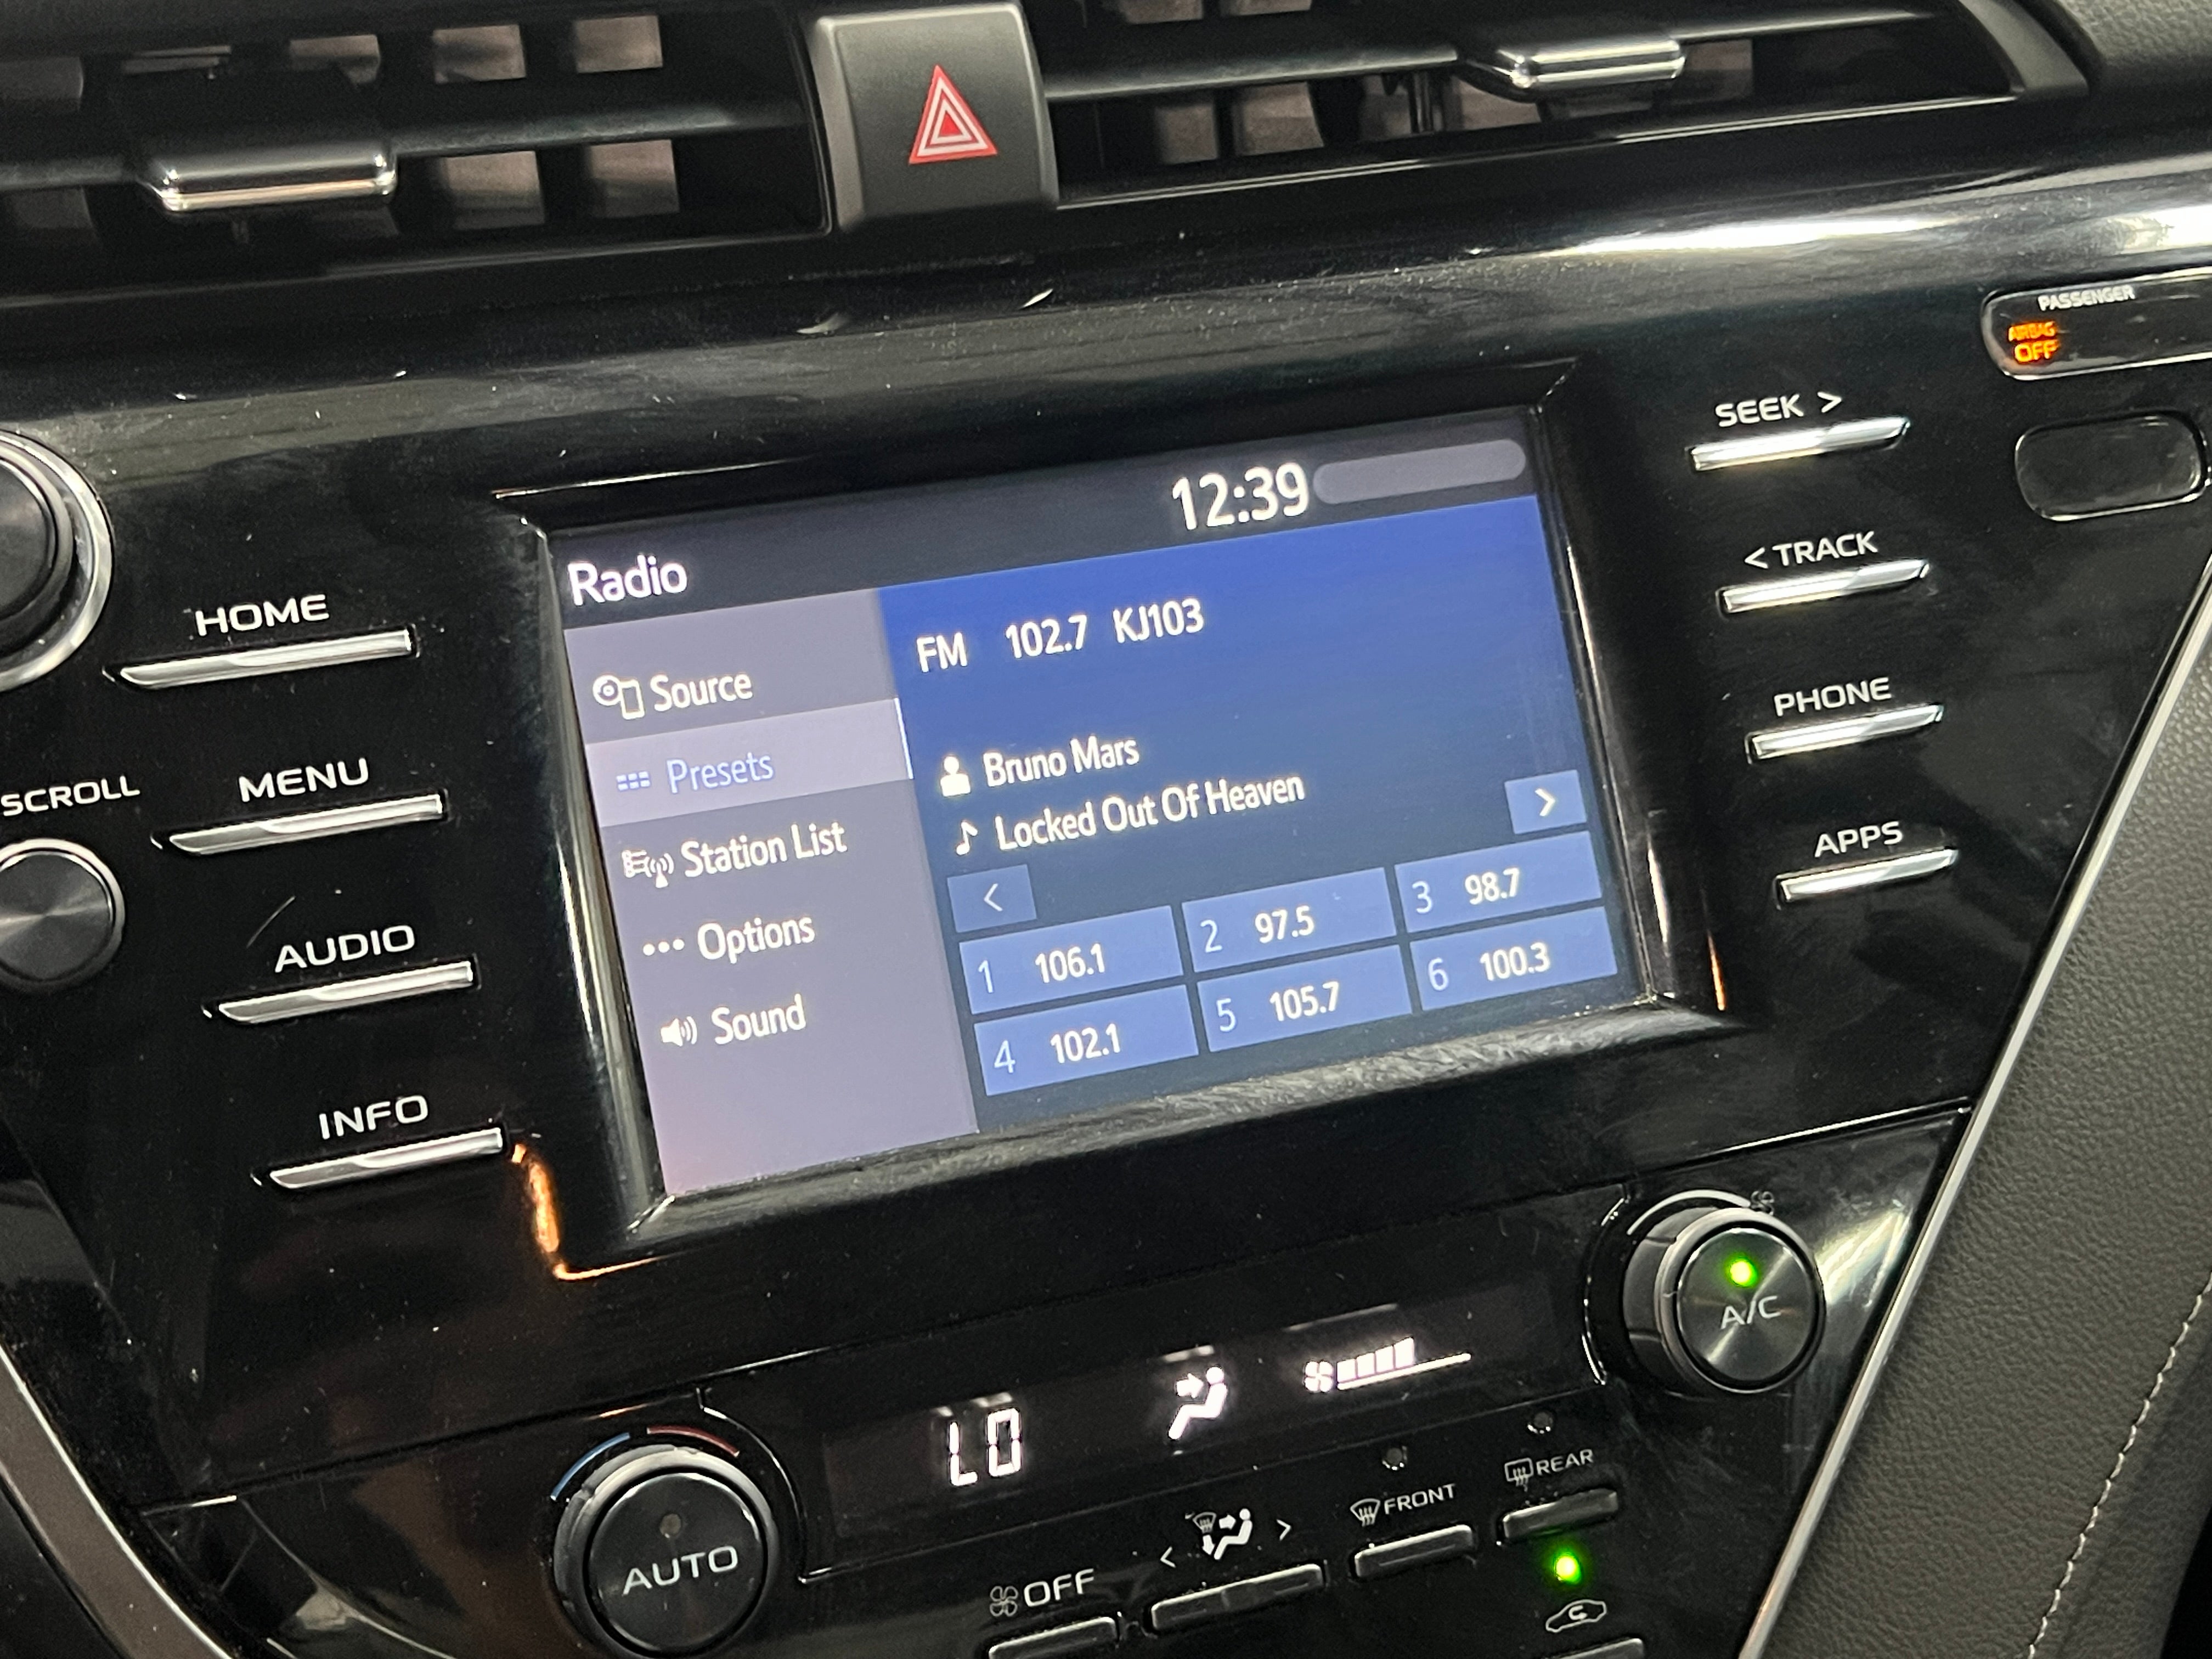 PASSENGER
AIRBAG
OFF
SEEK >
< TRACK
PHONE
APPS
HOME
MENU
SCROLL
AUDIO
INFO
12:39
Radio
Source
Presets
Station List
Options
Sound
FM 102.7 KJ103
Bruno Mars
Locked Out Of Heaven
>
<
1 106.1
2 97.5
3 98.7
4 102.1
5 105.7
6 100.3
A/C
LO
AUTO
OFF
< >
FRONT
REAR